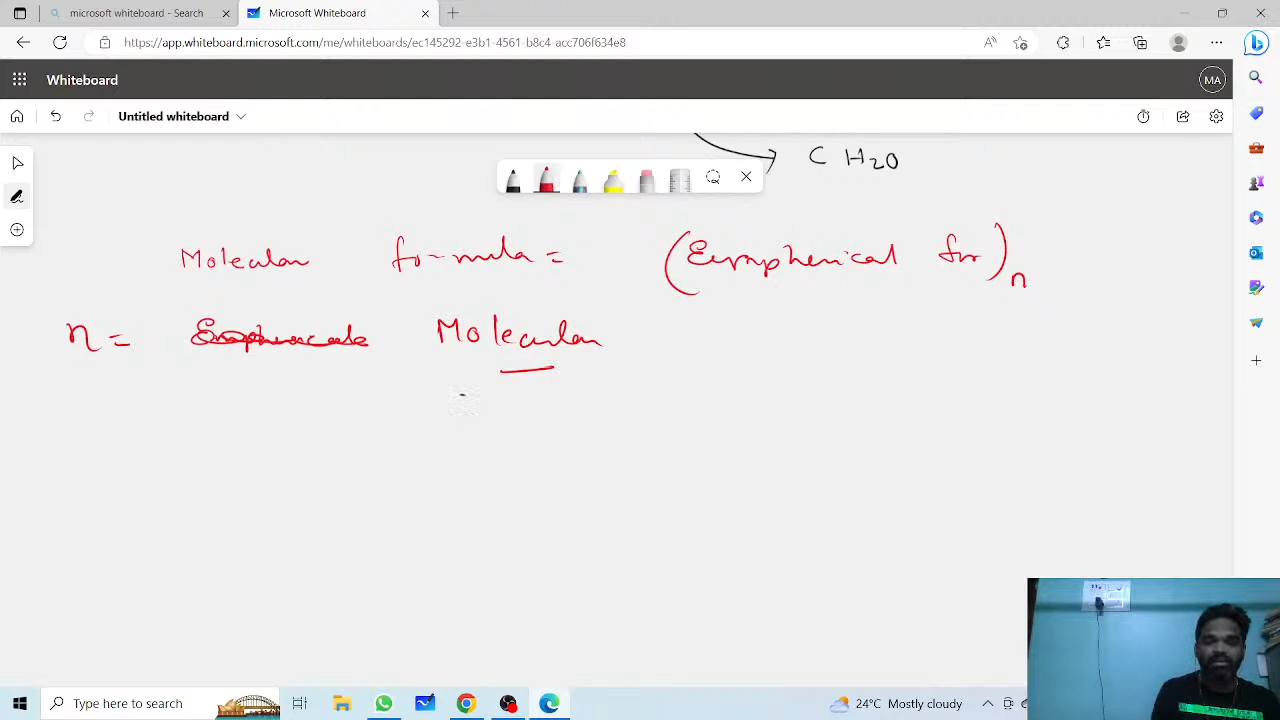 microsoft whiteboard - Search
Microsoft Whiteboard
https://app.whiteboard.microsoft.com/me/whiteboards/ec145292-e3b1-4561-b8c4-acc706f634e8
Whiteboard
MA
Untitled whiteboard
C H2O
Molecular formula = (Empherical for)n
n = Molecular
Type here to search
24°C Mostly cloudy